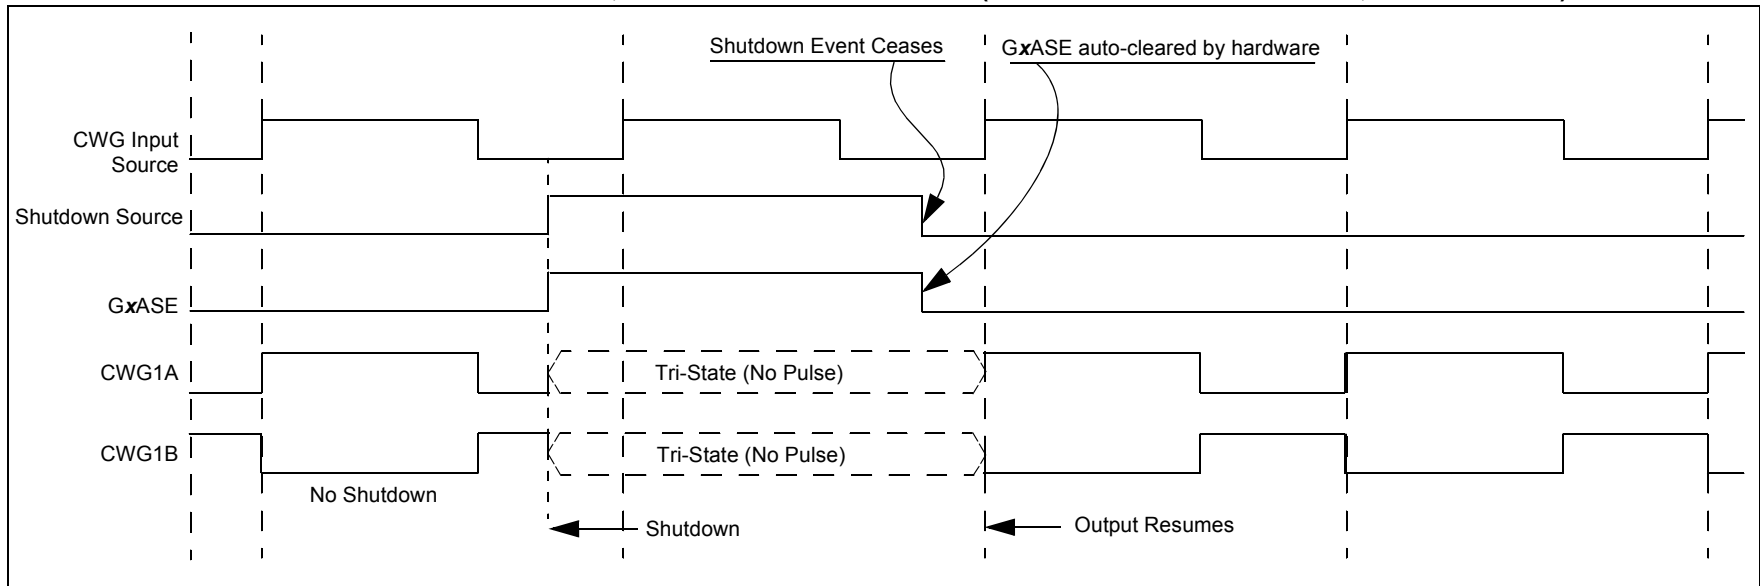 Shutdown Event Ceases
GxASE auto-cleared by hardware
CWG Input
Source
Shutdown Source
GxASE
CWG1A
Tri-State (No Pulse)
CWG1B
Tri-State (No Pulse)
No Shutdown
Shutdown
Output Resumes